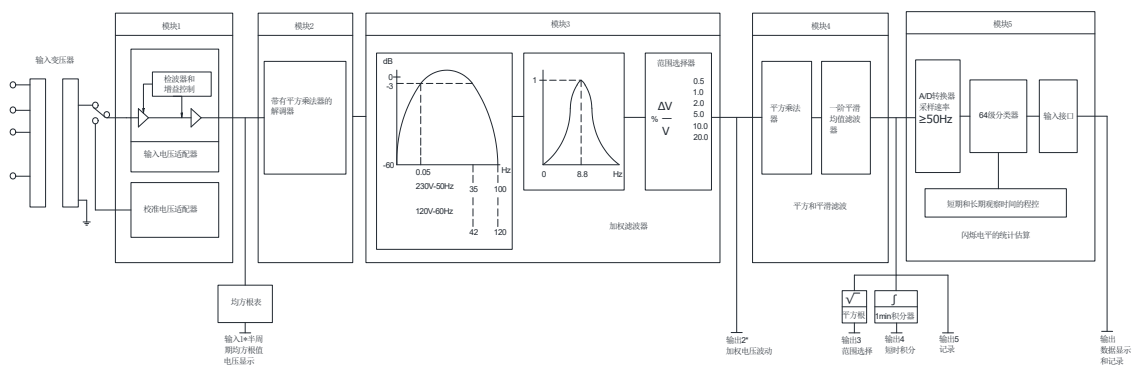 模块1
模块2
模块3
模块4
模块5
输入变压器
检波器和
增益控制
输入电压适配器
校准电压适配器
带有平方乘法器的
解调器
dB
0
-3
-60
0.05
Hz
230V-50Hz
35
100
120V-60Hz
42
120
1
0
8.8
Hz
加权滤波器
范围选择器
0.5
1.0
2.0
5.0
10.0
20.0
% ΔV
V
平方乘法
器
一阶平滑
均值滤波
器
平方和平滑滤波
A/D转换器
采样速率
≥50Hz
64级分类器
输入接口
短期和长期观察时间的程控
闪烁电平的统计估算
均方根表
输入1*半周
期均方根值
电压显示
输出2*
加权电压波动
√
平方根
输出3
范围选择
∫
1min积分器
输出4
短时积分
输出5
记录
输出
数据显示
和记录